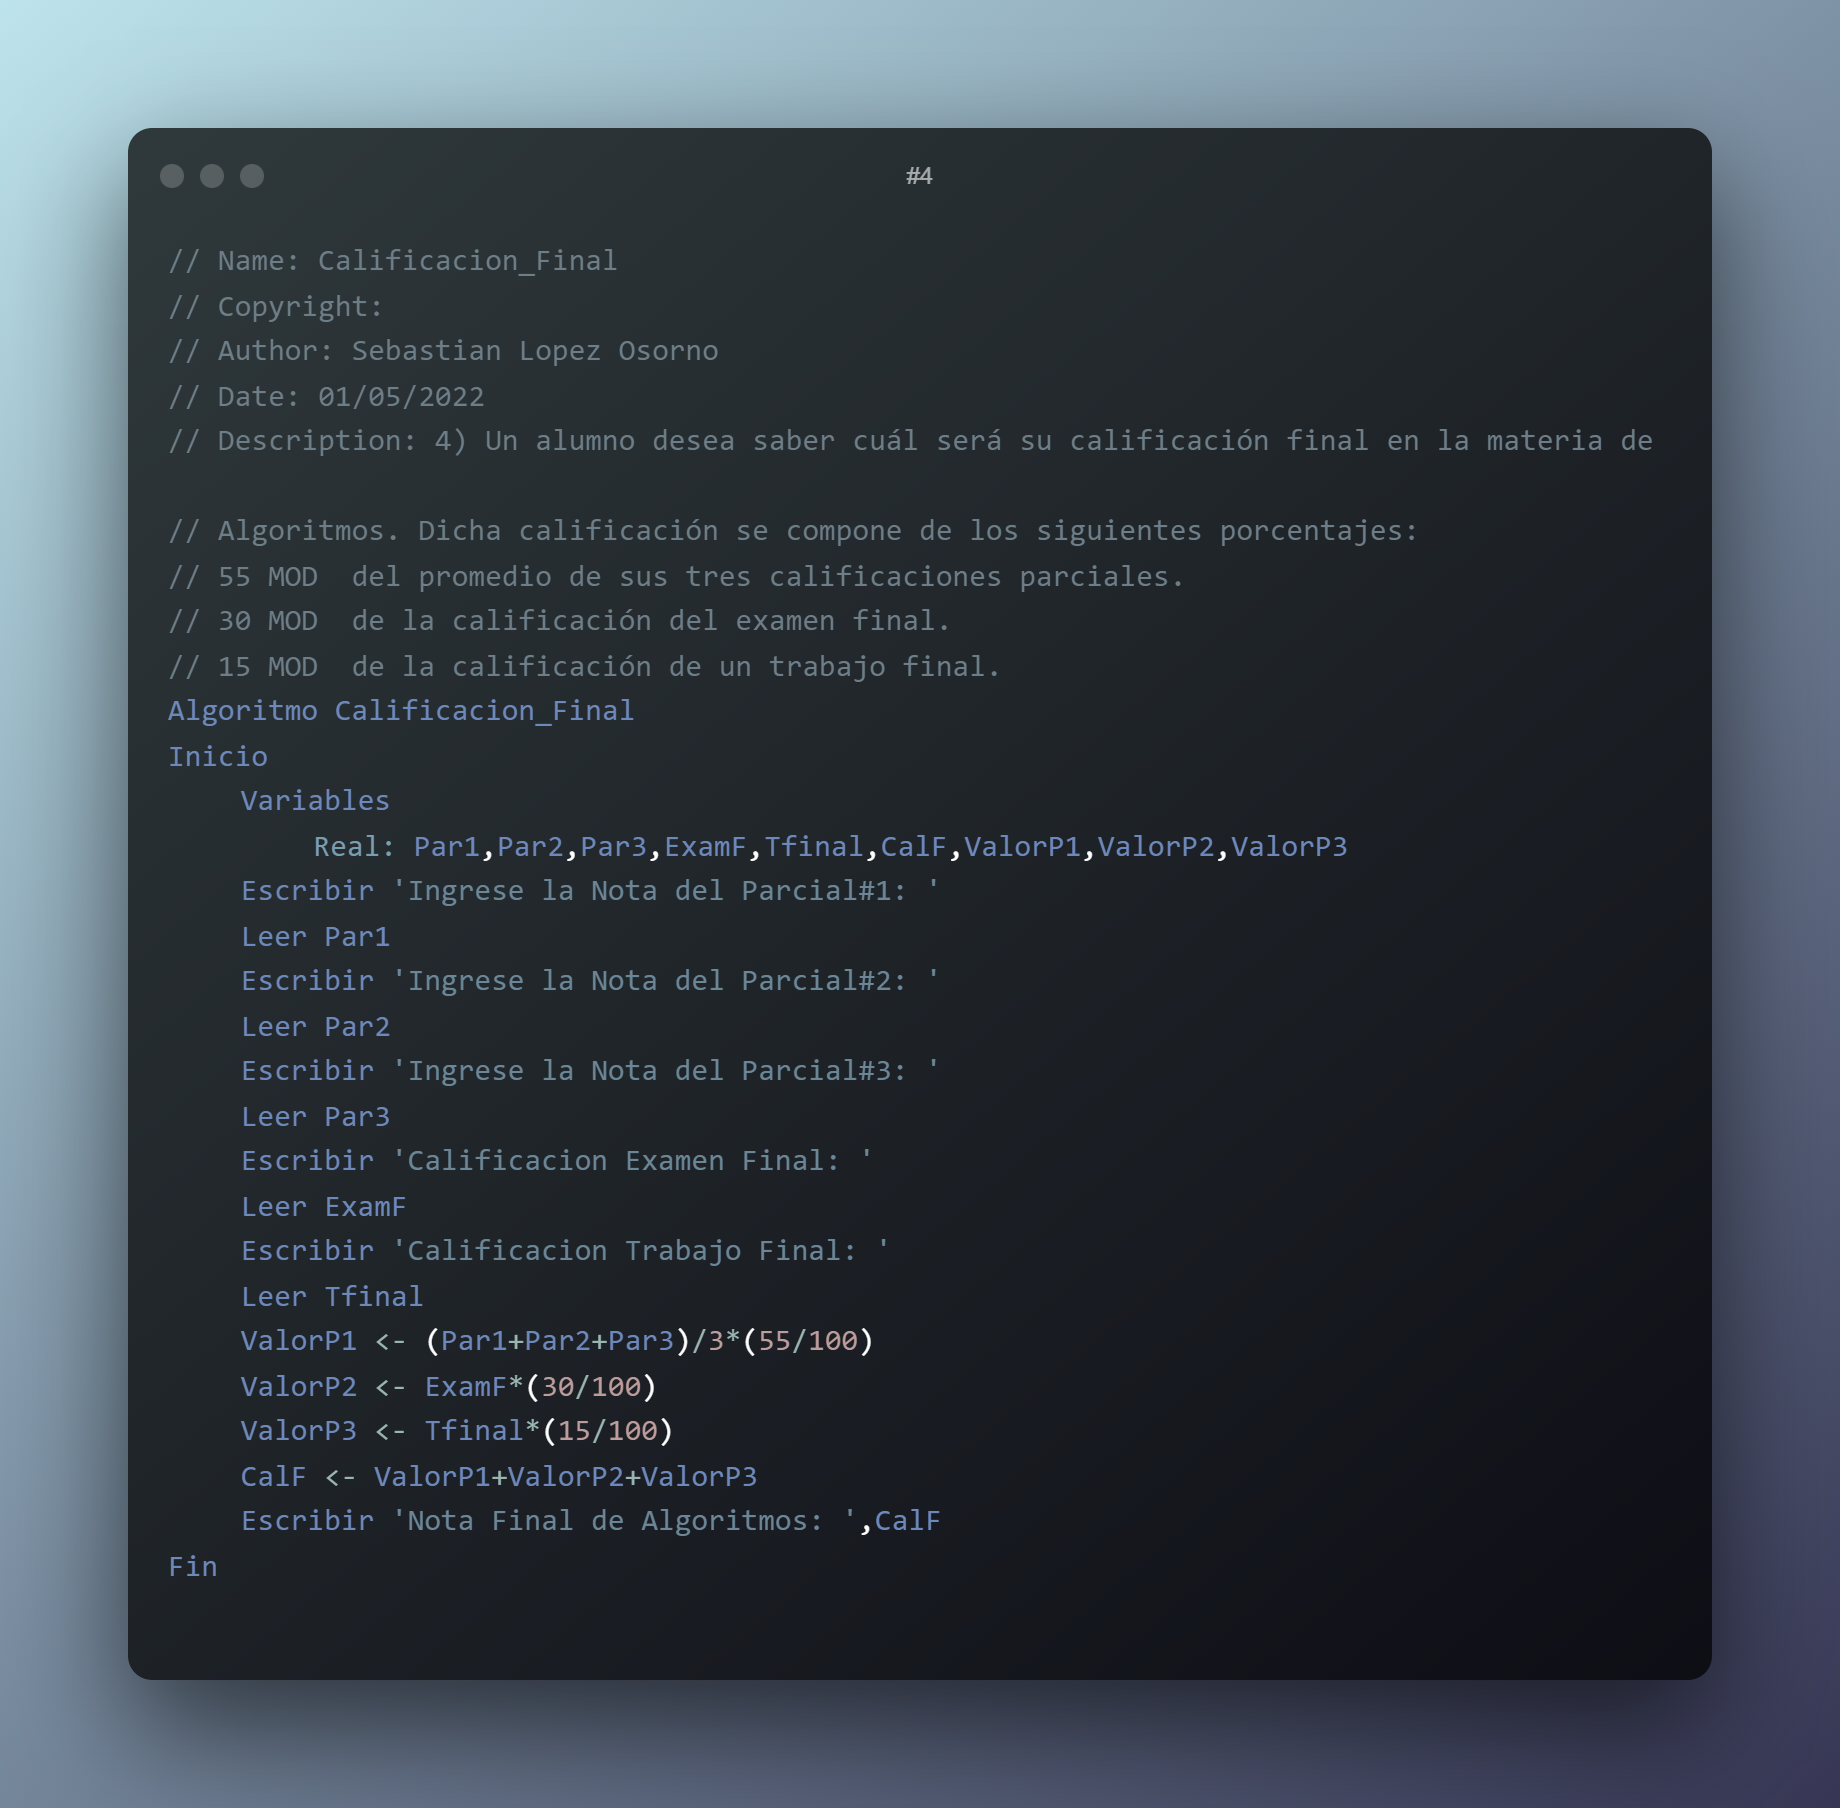 #4
// Name: Calificacion_Final
// Copyright:
// Author: Sebastian Lopez Osorno
// Date: 01/05/2022
// Description: 4) Un alumno desea saber cuál será su calificación final en la materia de
// Algoritmos. Dicha calificación se compone de los siguientes porcentajes:
// 55 MOD  del promedio de sus tres calificaciones parciales.
// 30 MOD  de la calificación del examen final.
// 15 MOD  de la calificación de un trabajo final.
Algoritmo Calificacion_Final
Inicio
Variables
Real: Par1,Par2,Par3,ExamF,Tfinal,CalF,ValorP1,ValorP2,ValorP3
Escribir 'Ingrese la Nota del Parcial#1: '
Leer Par1
Escribir 'Ingrese la Nota del Parcial#2: '
Leer Par2
Escribir 'Ingrese la Nota del Parcial#3: '
Leer Par3
Escribir 'Calificacion Examen Final: '
Leer ExamF
Escribir 'Calificacion Trabajo Final: '
Leer Tfinal
ValorP1 <- (Par1+Par2+Par3)/3*(55/100)
ValorP2 <- ExamF*(30/100)
ValorP3 <- Tfinal*(15/100)
CalF <- ValorP1+ValorP2+ValorP3
Escribir 'Nota Final de Algoritmos: ',CalF
Fin